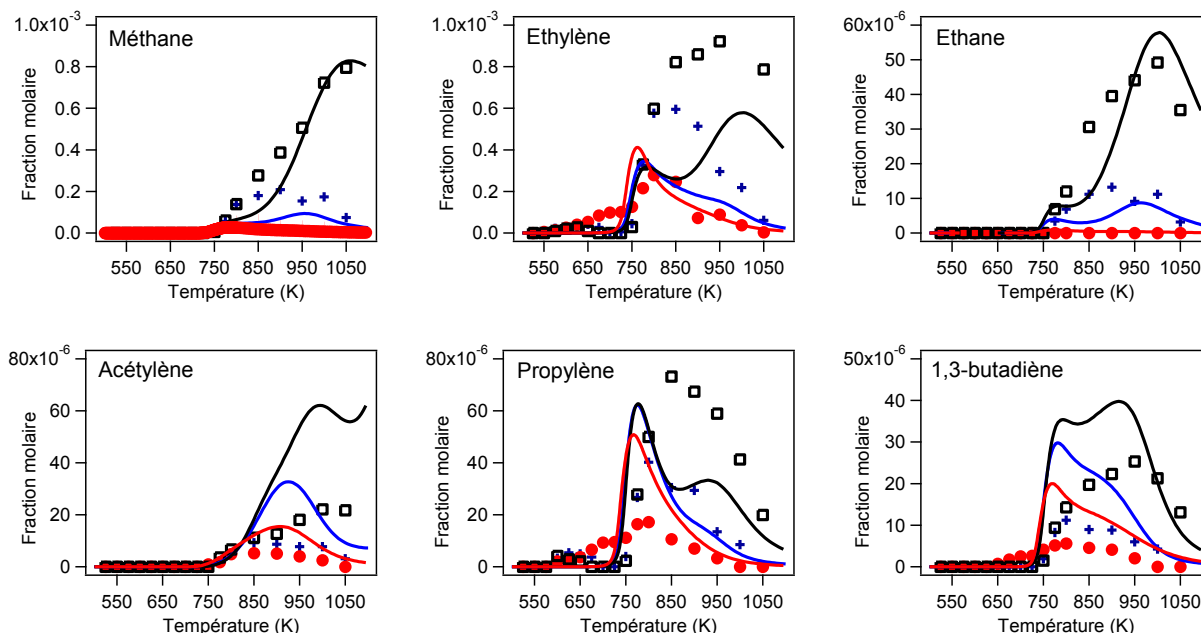 Méthane
1.0x10-3
0.8
0.6
0.4
0.2
0.0
Fraction molaire
550 650 750 850 950 1050
Température (K)
Ethylène
1.0x10-3
0.8
0.6
0.4
0.2
0.0
Fraction molaire
550 650 750 850 950 1050
Température (K)
Ethane
60x10-6
50
40
30
20
10
0
Fraction molaire
550 650 750 850 950 1050
Température (K)
Acétylène
80x10-6
60
40
20
0
Fraction molaire
550 650 750 850 950 1050
Température (K)
Propylène
80x10-6
60
40
20
0
Fraction molaire
550 650 750 850 950 1050
Température (K)
1,3-butadiène
50x10-6
40
30
20
10
0
Fraction molaire
550 650 750 850 950 1050
Température (K)